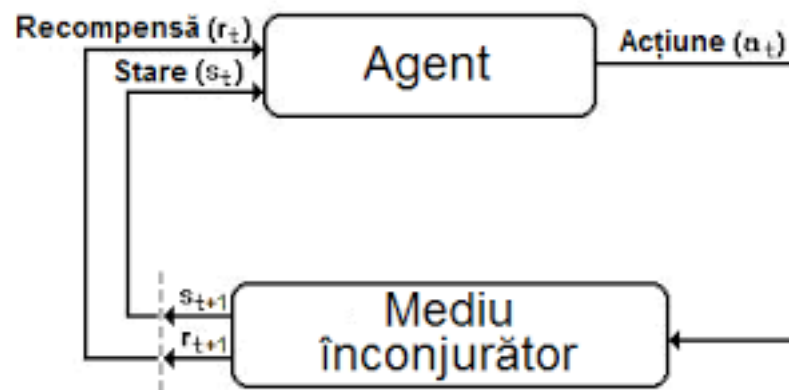 Recompensă (rₜ)
Stare (sₜ)
Agent
Acțiune (aₜ)
sₜ₊₁
rₜ₊₁
Mediu
înconjurător